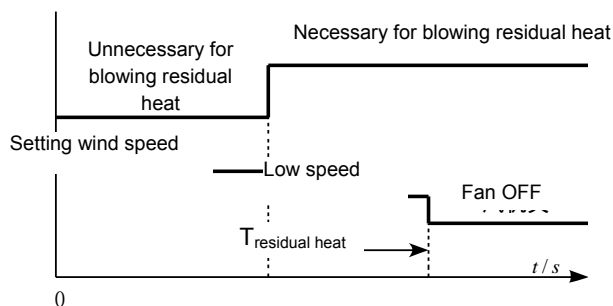 Necessary for blowing residual heat
Unnecessary for
blowing residual
heat
Setting wind speed
Low speed
Fan OFF
T residual heat
t / s
0